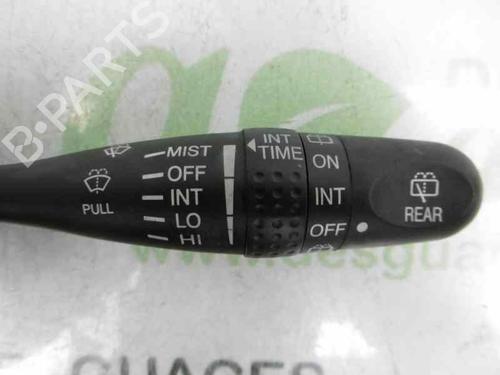 B-PARTS
MIST
OFF
INT
LO
HI
PULL
INT
TIME
ON
INT
OFF
REAR